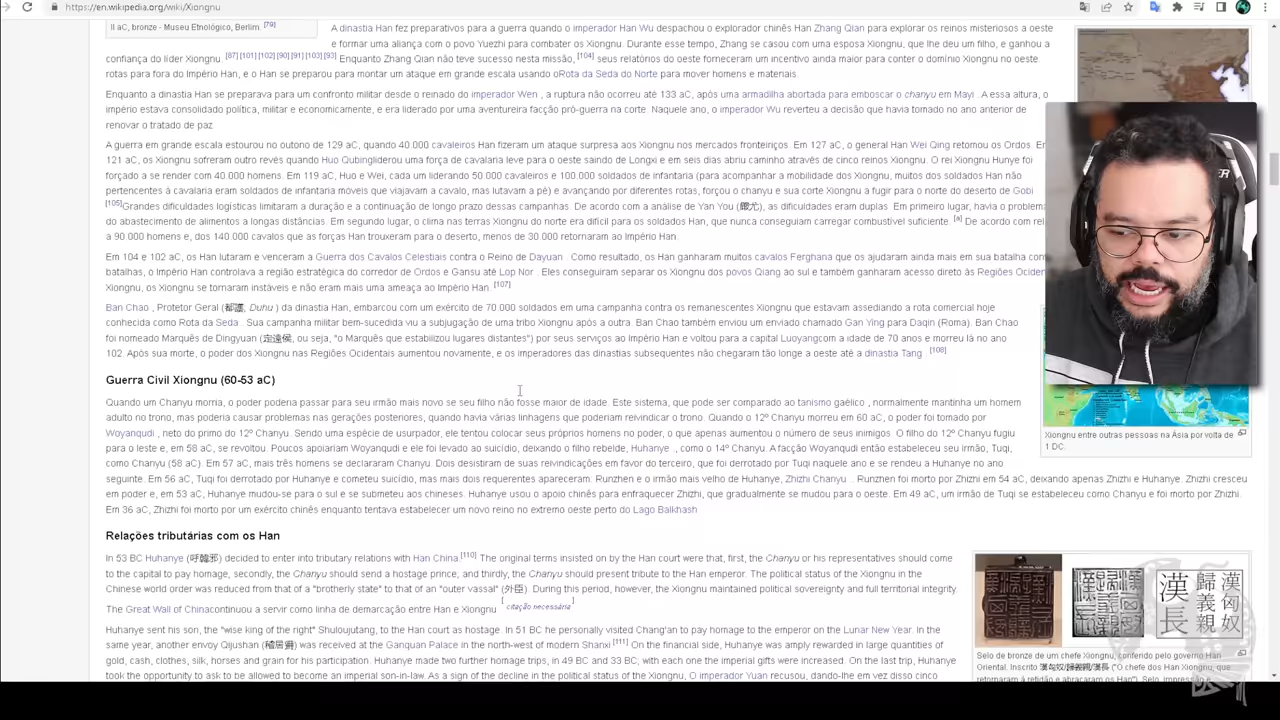 https://en.wikipedia.org/wiki/Xiongnu
II aC, bronze - Museu Etnológico, Berlim. [79]
A dinastia Han fez preparativos para a guerra quando o imperador Han Wu despachou o explorador chinês Han Zhang Qian para explorar os reinos misteriosos a oeste
e formar uma aliança com o povo Yuezhi para combater os Xiongnu. Durante esse tempo, Zhang se casou com uma esposa Xiongnu, que lhe deu um filho, e ganhou a
confiança do líder Xiongnu. [87] [101] [102] [90] [91] [103] [93] Enquanto Zhang Qian não teve sucesso nesta missão, [104] seus relatórios do oeste forneceram um incentivo ainda maior para conter o domínio Xiongnu no oeste
rotas para fora do Império Han, e o Han se preparou para montar um ataque em grande escala usando oRota da Seda do Norte para mover homens e materiais.
Enquanto a dinastia Han se preparava para um confronto militar desde o reinado do imperador Wen , a ruptura não ocorreu até 133 aC, após uma armadilha abortada para emboscar o chanyu em Mayi . A essa altura, o
império estava consolidado política, militar e economicamente, e era liderado por uma aventureira facção pró-guerra na corte. Naquele ano, o imperador Wu reverteu a decisão que havia tomado no ano anterior de
renovar o tratado de paz.
A guerra em grande escala estourou no outono de 129 aC, quando 40.000 cavaleiros Han fizeram um ataque surpresa aos Xiongnu nos mercados fronteiriços. Em 127 aC, o general Han Wei Qing retomou os Ordos. Em
121 aC, os Xiongnu sofreram outro revés quando Huo Qubingliderou uma força de cavalaria leve para o oeste saindo de Longxi e em seis dias abriu caminho através de cinco reinos Xiongnu. O rei Xiongnu Hunye foi
forçado a se render com 40.000 homens. Em 119 aC, Huo e Wei, cada um liderando 50.000 cavaleiros e 100.000 soldados de infantaria (para acompanhar a mobilidade dos Xiongnu, muitos dos soldados Han não
pertencentes à cavalaria eram soldados de infantaria móveis que viajavam a cavalo, mas lutavam a pé) e avançando por diferentes rotas, forçou o chanyu e sua corte Xiongnu a fugir para o norte do deserto de Gobi
[105]Grandes dificuldades logísticas limitaram a duração e a continuação de longo prazo dessas campanhas. De acordo com a análise de Yan You (嚴尤), as dificuldades eram duplas. Em primeiro lugar, havia o problema
do abastecimento de alimentos a longas distâncias. Em segundo lugar, o clima nas terras Xiongnu do norte era difícil para os soldados Han, que nunca conseguiam carregar combustível suficiente. [a] De acordo com
a 90 000 homens e, dos 140.000 cavalos que as forças Han trouxeram para o deserto, menos de 30 000 retornaram ao Império Han.
Em 104 e 102 aC, os Han lutaram e venceram a Guerra dos Cavalos Celestiais contra o Reino de Dayuan . Como resultado, os Han ganharam muitos cavalos Ferghana que os ajudaram ainda mais em sua batalha
batalhas, o Império Han controlava a região estratégica do corredor de Ordos e Gansu até Lop Nor . Eles conseguiram separar os Xiongnu dos povos Qiang ao sul e também ganharam acesso direto às Regiões
Xiongnu, os Xiongnu se tornaram instáveis e não eram mais uma ameaça ao Império Han. [107]
Ban Chao , Protetor Geral (都護, Duhu ) da dinastia Han, embarcou com um exército de 70 000 soldados em uma campanha contra os remanescentes Xiongnu que estavam assediando a rota comercial hoje
conhecida como Rota da Seda . Sua campanha militar bem-sucedida viu a subjugação de uma tribo Xiongnu após a outra. Ban Chao também enviou um enviado chamado Gan Ying para Daqin (Roma). Ban Chao
foi nomeado Marquês de Dingyuan (定遠侯, ou seja, "o Marquês que estabilizou lugares distantes") por seus serviços ao Império Han e voltou para a capital Luoyangcom a idade de 70 anos e morreu lá no ano
102. Após sua morte, o poder dos Xiongnu nas Regiões Ocidentais aumentou novamente, e os imperadores das dinastias subsequentes não chegaram tão longe a oeste até a dinastia Tang . [108]
Guerra Civil Xiongnu (60-53 aC)
Quando um Chanyu morria, o poder poderia passar para seu irmão mais novo se seu filho não fosse maior de idade. Este sistema, que pode ser comparado ao tanismo gaélico , normalmente mantinha um homem
adulto no trono, mas poderia causar problemas nas gerações posteriores, quando havia várias linhagens que poderiam reivindicar o trono. Quando o 12º Chanyu morreu em 60 aC, o poder foi tomado por
Woyanqudi , neto do primo do 12º Chanyu. Sendo uma espécie de usurpador, ele tentou colocar seus próprios homens no poder, o que apenas aumentou o número de seus inimigos. O filho do 12º Chanyu fugiu
para o leste e, em 58 aC, se revoltou. Poucos apoiariam Woyanqudi e ele foi levado ao suicídio, deixando o filho rebelde, Huhanye , como o 14º Chanyu. A facção Woyanqudi então estabeleceu seu irmão, Tuqi,
como Chanyu (58 aC). Em 57 aC, mais três homens se declararam Chanyu. Dois desistiram de suas reivindicações em favor do terceiro, que foi derrotado por Tuqi naquele ano e se rendeu a Huhanye no ano
seguinte. Em 56 aC, Tuqi foi derrotado por Huhanye e cometeu suicídio, mas mais dois requerentes apareceram: Runzhen e o irmão mais velho de Huhanye, Zhizhi Chanyu . Runzhen foi morto por Zhizhi em 54 aC, deixando apenas Zhizhi e Huhanye. Zhizhi cresceu
em poder e, em 53 aC, Huhanye mudou-se para o sul e se submeteu aos chineses. Huhanye usou o apoio chinês para enfraquecer Zhizhi, que gradualmente se mudou para o oeste. Em 49 aC, um irmão de Tuqi se estabeleceu como Chanyu e foi morto por Zhizhi.
Em 36 aC, Zhizhi foi morto por um exército chinês enquanto tentava estabelecer um novo reino no extremo oeste perto do Lago Balkhash
Xiongnu entre outras pessoas na Ásia por volta de
1 DC.
Relações tributárias com os Han
In 53 BC Huhanye (呼韓邪) decided to enter into tributary relations with Han China.[110] The original terms insisted on by the Han court were that, first, the Chanyu or his representatives should come
to the capital to pay homage, secondly, the Chanyu should send a hostage prince, and thirdly, the Chanyu should present tribute to the Han emperor. The political status of the Xiongnu in the
Chinese world order was reduced from that of a "brotherly state" to that of an "outer vassal" (外臣). During this period, however, the Xiongnu maintained political sovereignty and full territorial integrity
The Great Wall of Chinacontinuou a servir como linha de demarcação entre Han e Xiongnu. [ citação necessária ]
Huhanye sent his son, the "wise king of the right" Shuloujutang, to the Han court as hostage. In 51 BC he personally visited Chang'an to pay homage to the emperor on the Lunar New Year. In the
same year, another envoy Qijushan (稽居狦) was received at the Ganquan Palace in the north-west of modern Shanxi.[111] On the financial side, Huhanye was amply rewarded in large quantities of
gold, cash, clothes, silk, horses and grain for his participation. Huhanye made two further homage trips, in 49 BC and 33 BC, with each one the imperial gifts were increased. On the last trip, Huhanye
took the opportunity to ask to be allowed to become an imperial son-in-law. As a sign of the decline in the political status of the Xiongnu, O imperador Yuan recusou, dando-lhe em vez disso cinco
漢匈奴
歸義親
漢長
Selo de bronze de um chefe Xiongnu, conferido pelo governo Han
Oriental. Inscrito 漢匈奴/歸義親/漢長 ("O chefe dos Han Xiongnu, que
retornaram à retidão e abraçaram os Han"). Selo, impressão e